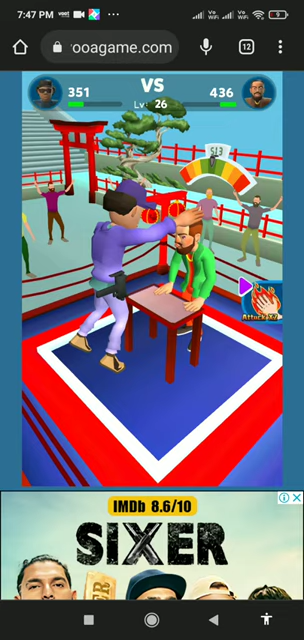 7:47 PM
ooagame.com
12
VS
351
436
Lv: 26
513
Attack X2
IMDb 8.6/10
SIXER